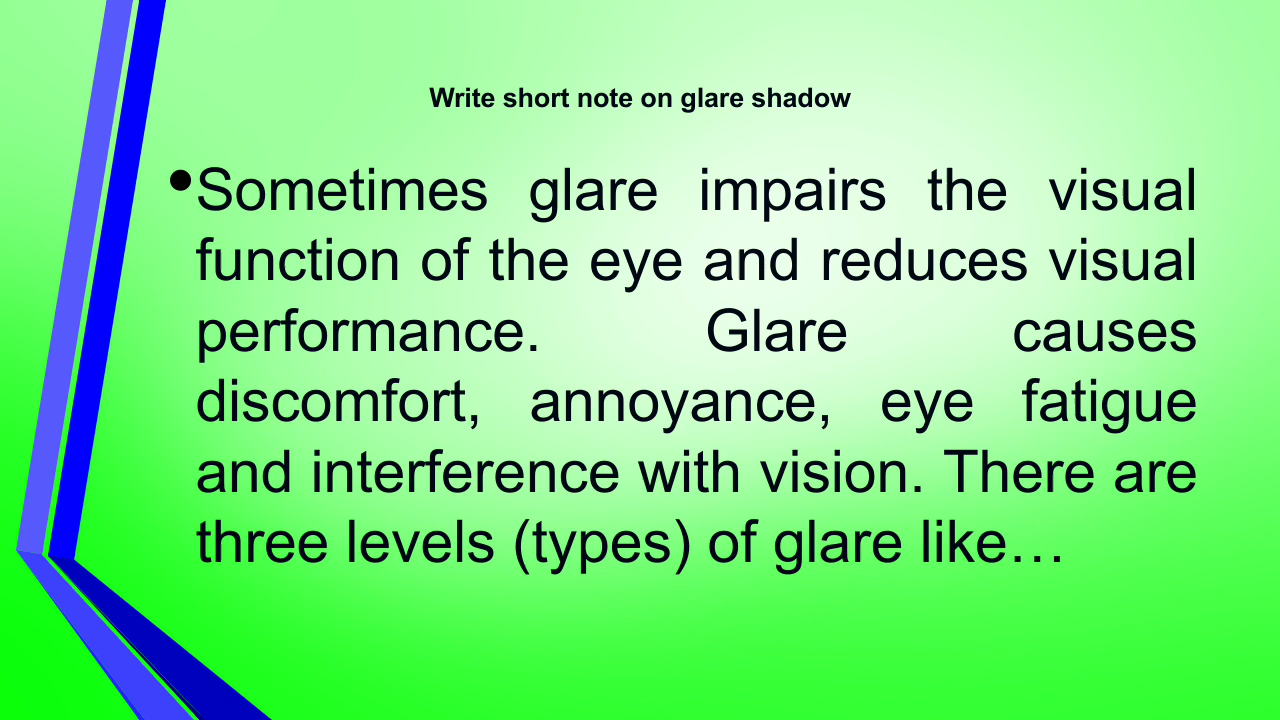 Write short note on glare shadow
•Sometimes glare impairs the visual
function of the eye and reduces visual
performance. Glare causes
discomfort, annoyance, eye fatigue
and interference with vision. There are
three levels (types) of glare like…